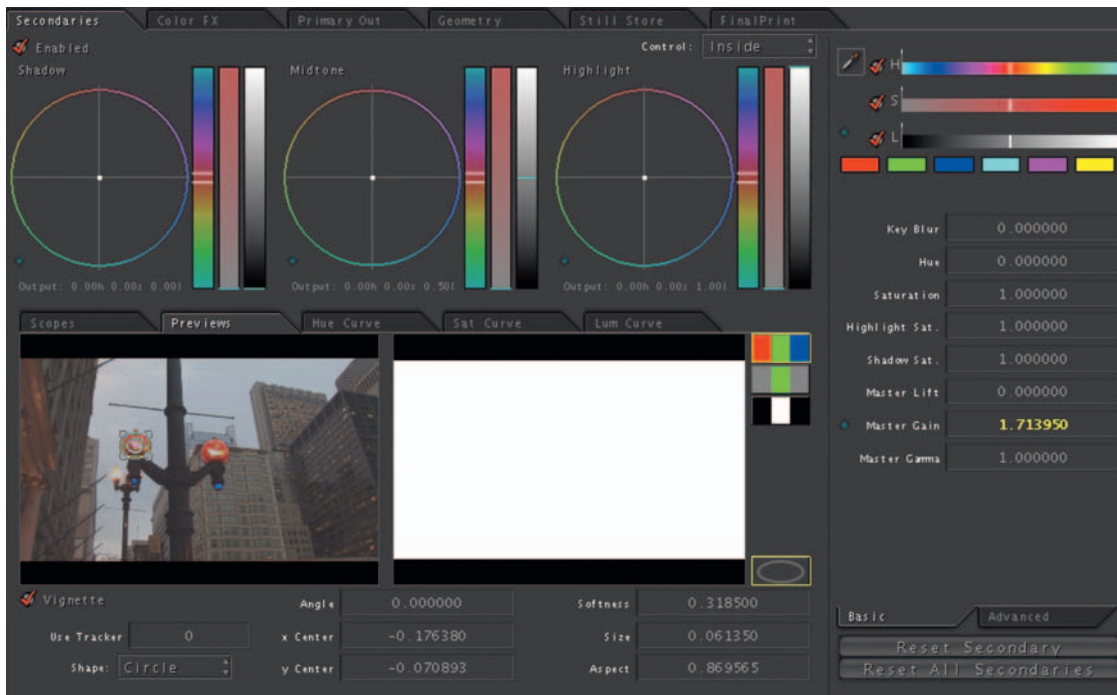 Secondaries Color FX Primary Out Geometry Still Store FinalPrint
Enabled Control: Inside
Shadow Midtone Highlight
H
S
L
Output: 0.00h 0.00s 0.00l Output: 0.00h 0.00s 0.50l Output: 0.00h 0.00s 1.00l
Key Blur 0.000000
Hue 0.000000
Saturation 1.000000
Highlight Sat. 1.000000
Shadow Sat. 1.000000
Master Lift 0.000000
Master Gain 1.713950
Master Gamma 1.000000
Scopes Previews Hue Curve Sat Curve Lum Curve
Vignette Angle 0.000000 Softness 0.318500
Use Tracker 0 x Center -0.176380 Size 0.061350
Shape: Circle y Center -0.070893 Aspect 0.869565
Basic Advanced
Reset Secondary
Reset All Secondaries